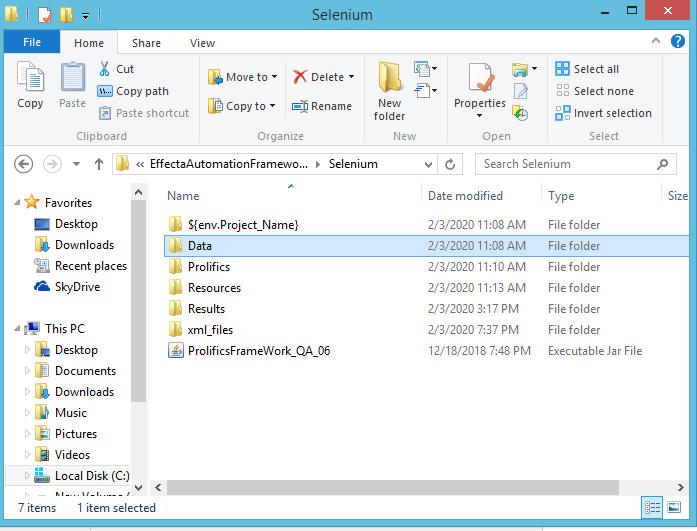 Selenium
File Home Share View
Copy
Paste
Cut
Copy path
Paste shortcut
Clipboard
Move to
Copy to
Delete
Rename
Organize
New folder
New
Properties
Open
Select all
Select none
Invert selection
Select
« EffectaAutomationFramewo... Selenium
Search Selenium
Name Date modified Type Size
Favorites
Desktop
Downloads
Recent places
SkyDrive
This PC
Desktop
Documents
Downloads
Music
Pictures
Videos
Local Disk (C:)
New Volume (
${env.Project_Name} 2/3/2020 11:08 AM File folder
Data 2/3/2020 11:08 AM File folder
Prolifics 2/3/2020 11:10 AM File folder
Resources 2/3/2020 11:13 AM File folder
Results 2/3/2020 3:17 PM File folder
xml_files 2/3/2020 7:37 PM File folder
ProlificsFrameWork_QA_06 12/18/2018 7:48 PM Executable Jar File
7 items 1 item selected